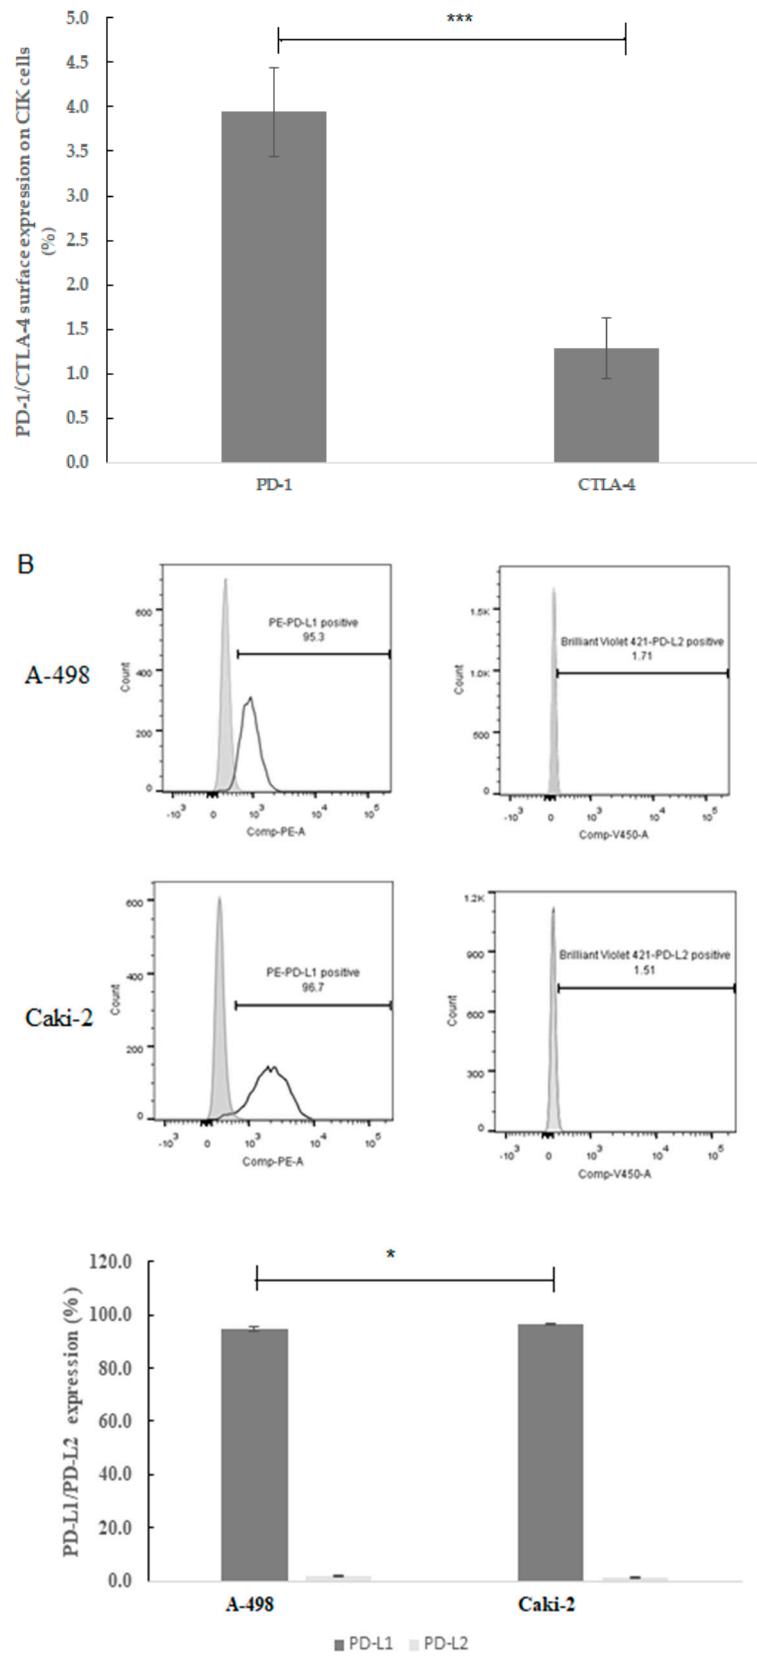 ***
5.0
4.5
4.0
3.5
3.0
2.5
2.0
1.5
1.0
0.5
0.0
PD-1/CTLA-4 surface expression on CIK cells
(%)
PD-1 CTLA-4
B
A-498
600
400
200
0
Count
PE-PD-L1 positive
95.3
-10³ 0 10³ 10⁴ 10⁵
Comp-PE-A
1.5K
1.0K
500
0
Count
Brilliant Violet 421-PD-L2 positive
1.71
-10³ 0 10³ 10⁴ 10⁵
Comp-V450-A
Caki-2
600
400
200
0
Count
PE-PD-L1 positive
96.7
-10³ 0 10³ 10⁴ 10⁵
Comp-PE-A
1.2K
900
600
300
0
Count
Brilliant Violet 421-PD-L2 positive
1.51
-10³ 0 10³ 10⁴ 10⁵
Comp-V450-A
*
120.0
100.0
80.0
60.0
40.0
20.0
0.0
PD-L1/PD-L2 expression (%)
A-498 Caki-2
PD-L1 PD-L2